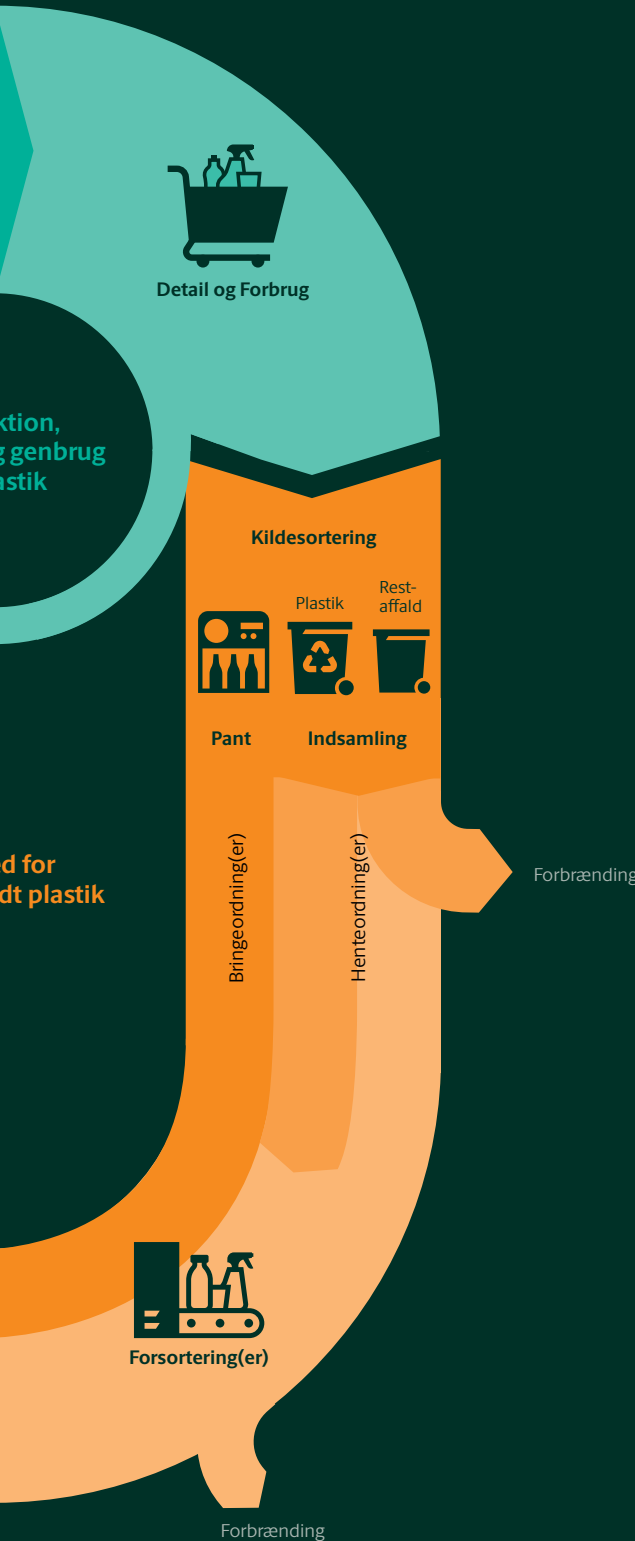 Detail og Forbrug
ktion,
g genbrug
astik
Kildesortering
Plastik
Rest-
affald
Pant
Indsamling
Bringeordning(er)
Henteordning(er)
d for
dt plastik
Forbrænding
Forsortering(er)
Forbrænding